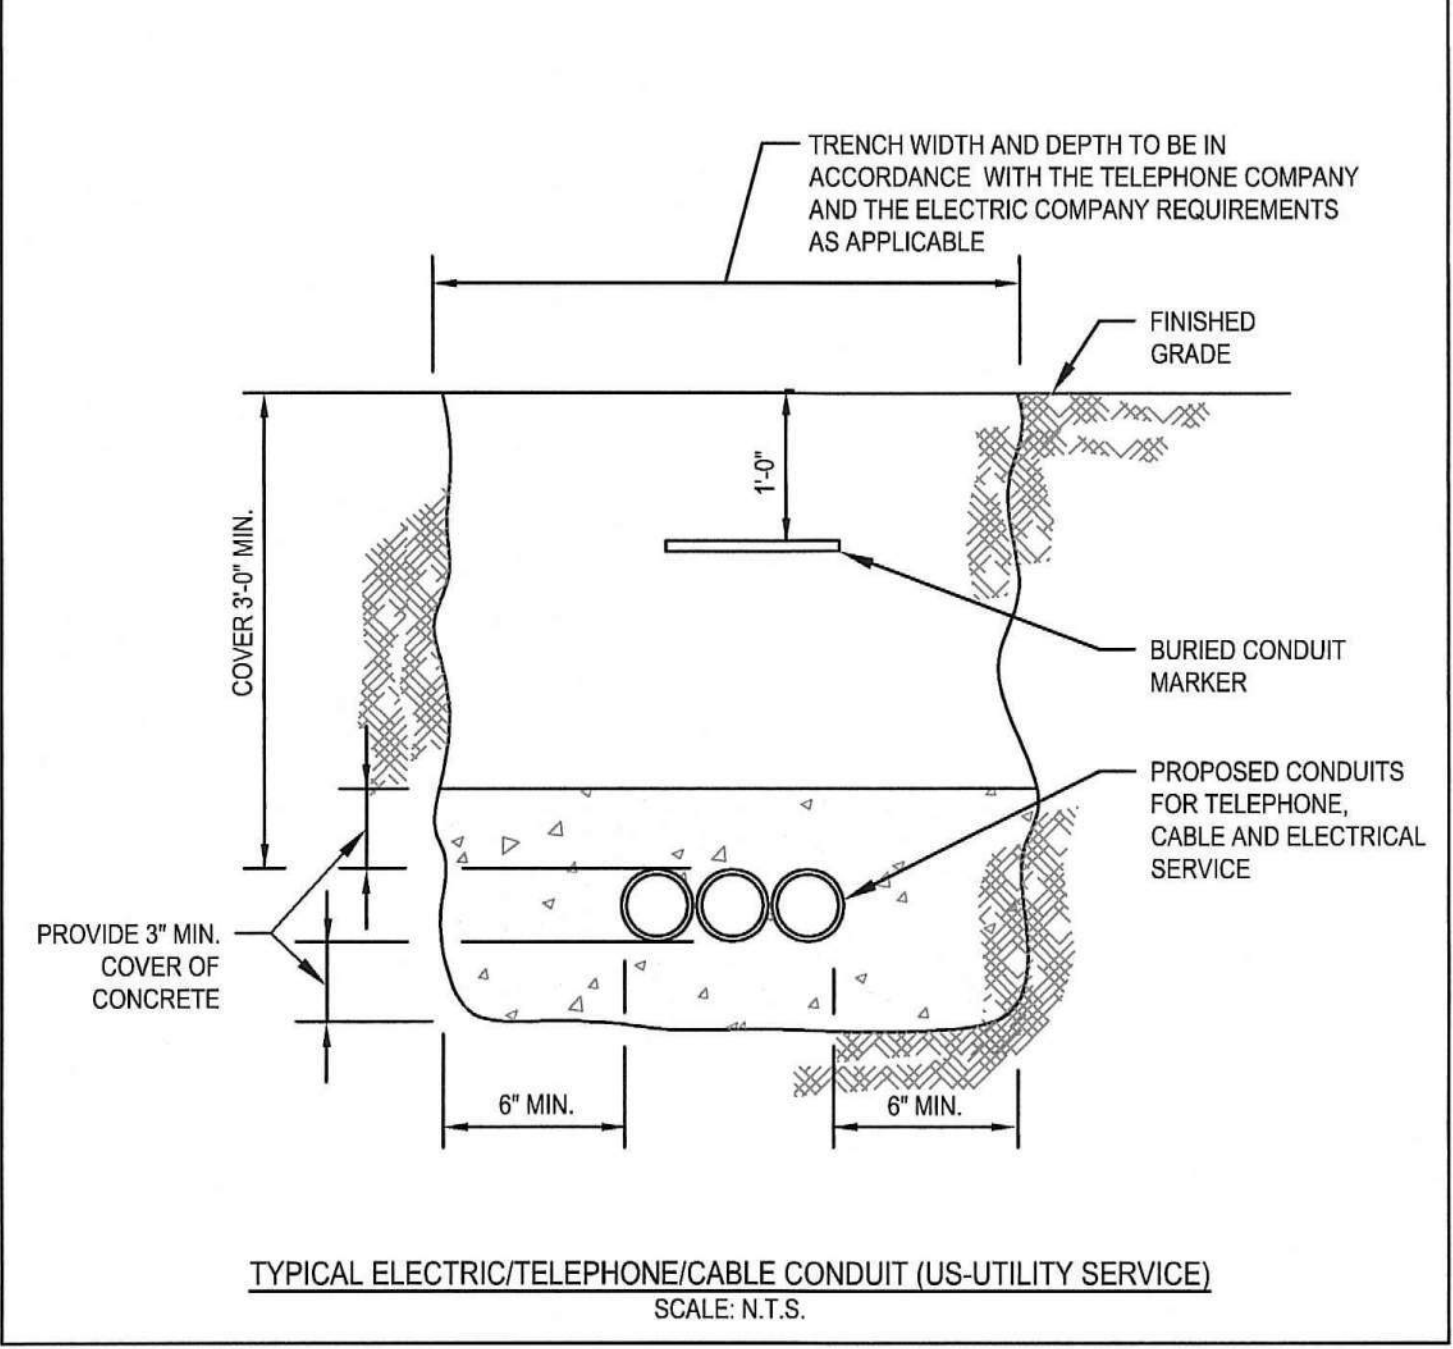 TRENCH WIDTH AND DEPTH TO BE IN
ACCORDANCE WITH THE TELEPHONE COMPANY
AND THE ELECTRIC COMPANY REQUIREMENTS
AS APPLICABLE
FINISHED
GRADE
1'-0"
COVER 3'-0" MIN.
BURIED CONDUIT
MARKER
PROPOSED CONDUITS
FOR TELEPHONE,
CABLE AND ELECTRICAL
SERVICE
PROVIDE 3" MIN.
COVER OF
CONCRETE
6" MIN.
6" MIN.
TYPICAL ELECTRIC/TELEPHONE/CABLE CONDUIT (US-UTILITY SERVICE)
SCALE: N.T.S.